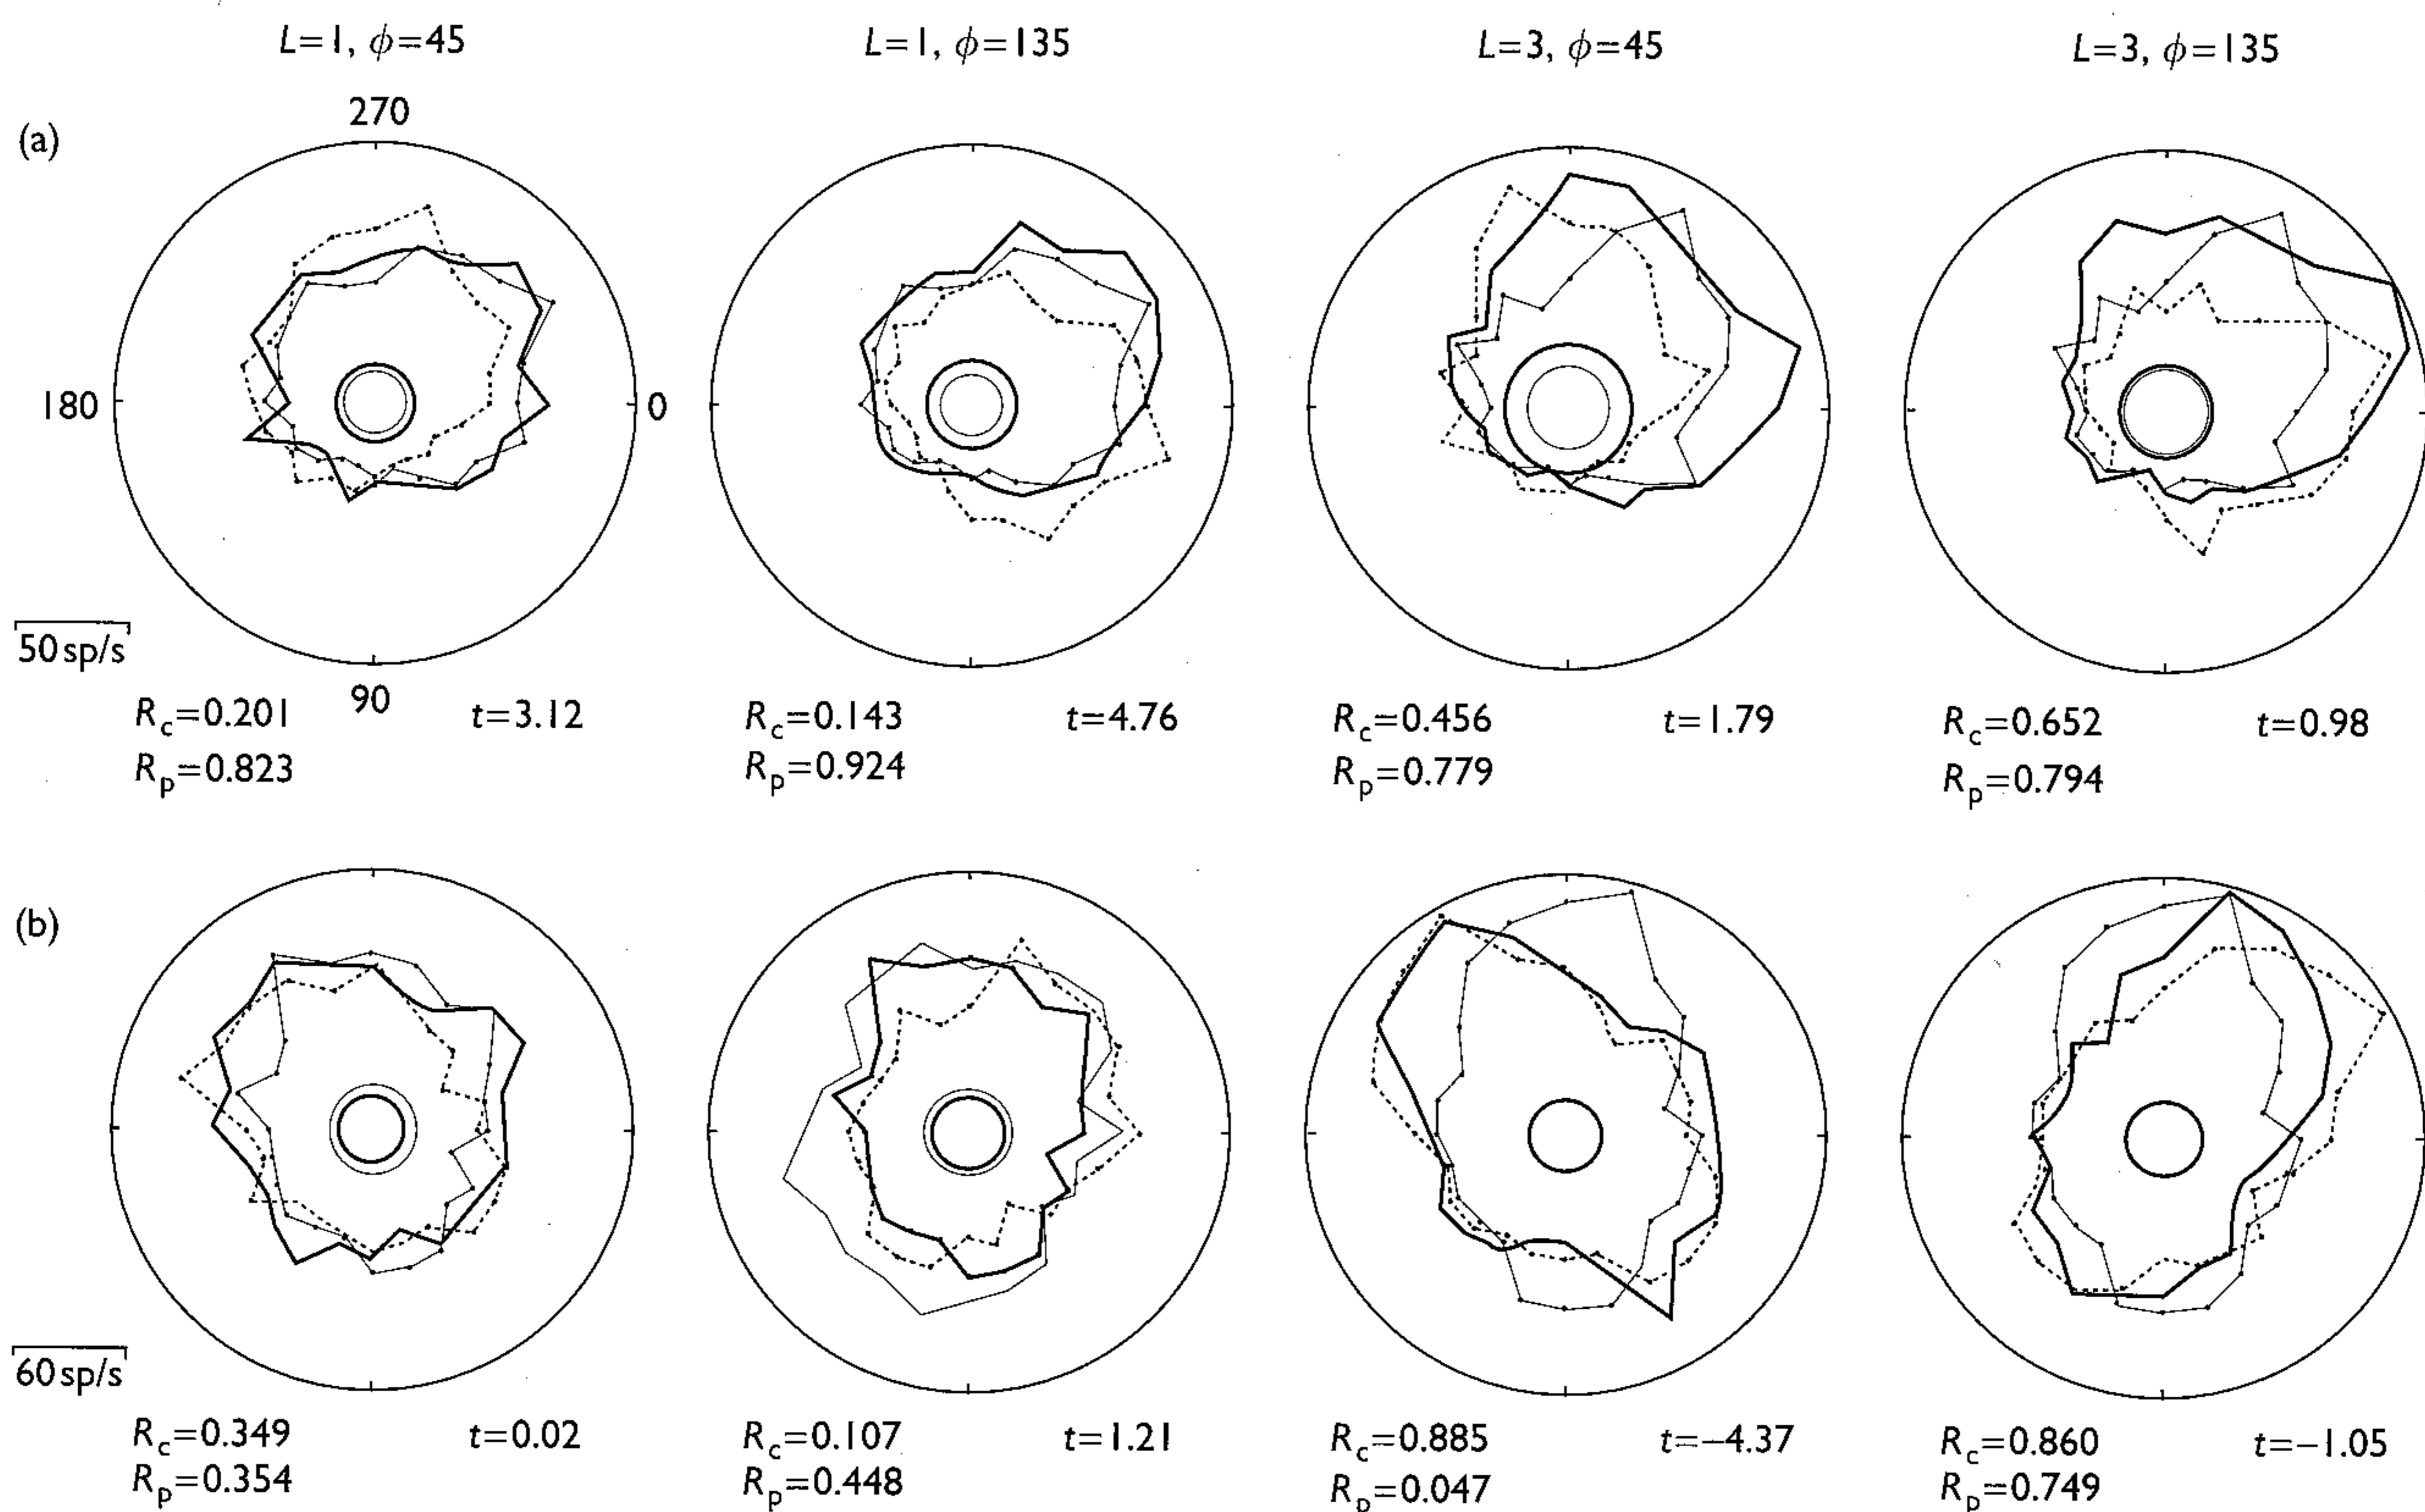 L=1, ϕ=45 L=1, ϕ=135 L=3, ϕ=45 L=3, ϕ=135
(a)
270
180
0
90
50 sp/s
R_c=0.201 t=3.12 R_c=0.143 t=4.76 R_c=0.456 t=1.79 R_c=0.652 t=0.98
R_p=0.823 R_p=0.924 R_p=0.779 R_p=0.794
(b)
60 sp/s
R_c=0.349 t=0.02 R_c=0.107 t=1.21 R_c=0.885 t=−4.37 R_c=0.860 t=−1.05
R_p=0.354 R_p=0.448 R_p=0.047 R_p=0.749